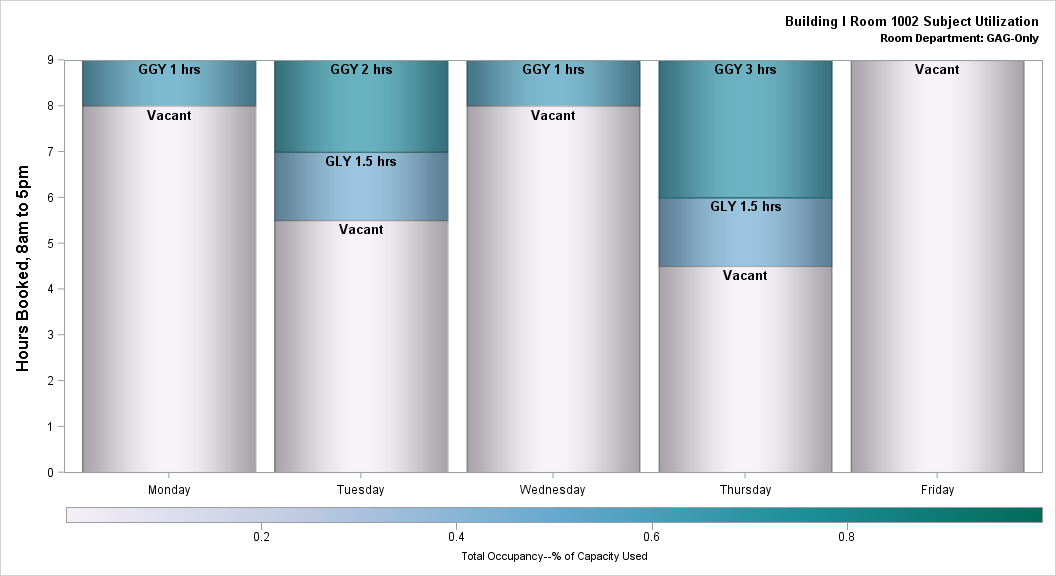 Building I Room 1002 Subject Utilization
Room Department: GAG-Only
Hours Booked, 8am to 5pm
9
8
7
6
5
4
3
2
1
0
GGY 1 hrs
Vacant
GGY 2 hrs
GLY 1.5 hrs
Vacant
GGY 1 hrs
Vacant
GGY 3 hrs
GLY 1.5 hrs
Vacant
Vacant
Monday
Tuesday
Wednesday
Thursday
Friday
0.2
0.4
0.6
0.8
Total Occupancy--% of Capacity Used